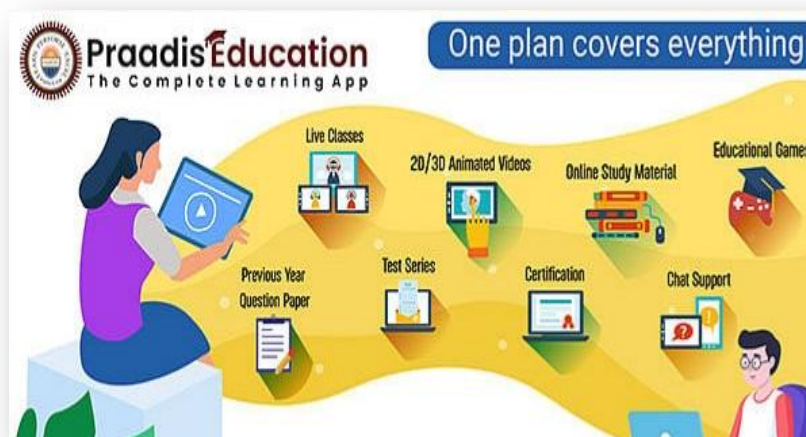 Praadis Education
The Complete Learning App
One plan covers everything
Live Classes
2D/3D Animated Videos
Online Study Material
Educational Games
Previous Year
Question Paper
Test Series
Certification
Chat Support